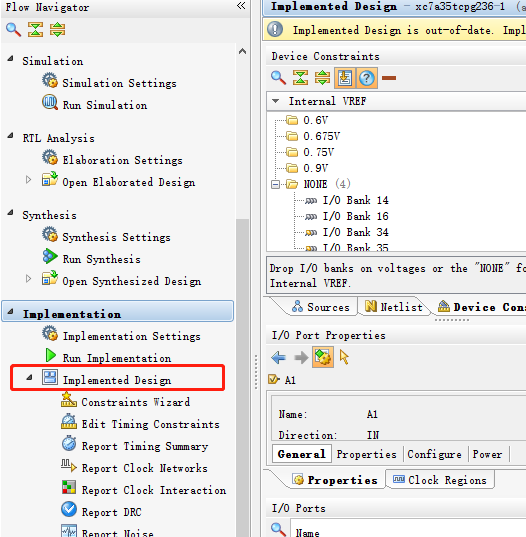 Flow Navigator
Simulation
Simulation Settings
Run Simulation
RTL Analysis
Elaboration Settings
Open Elaborated Design
Synthesis
Synthesis Settings
Run Synthesis
Open Synthesized Design
Implementation
Implementation Settings
Run Implementation
Implemented Design
Constraints Wizard
Edit Timing Constraints
Report Timing Summary
Report Clock Networks
Report Clock Interaction
Report DRC
Report Noise
Implemented Design - xc7a35tcpg236-1 (a
Implemented Design is out-of-date. Impl
Device Constraints
Internal VREF
0.6V
0.675V
0.75V
0.9V
NONE (4)
I/O Bank 14
I/O Bank 16
I/O Bank 34
I/O Bank 35
Drop I/O banks on voltages or the "NONE" fo
Internal VREF.
Sources Netlist Device Con
I/O Port Properties
A1
Name: A1
Direction: IN
General Properties Configure Power
Properties Clock Regions
I/O Ports
Name